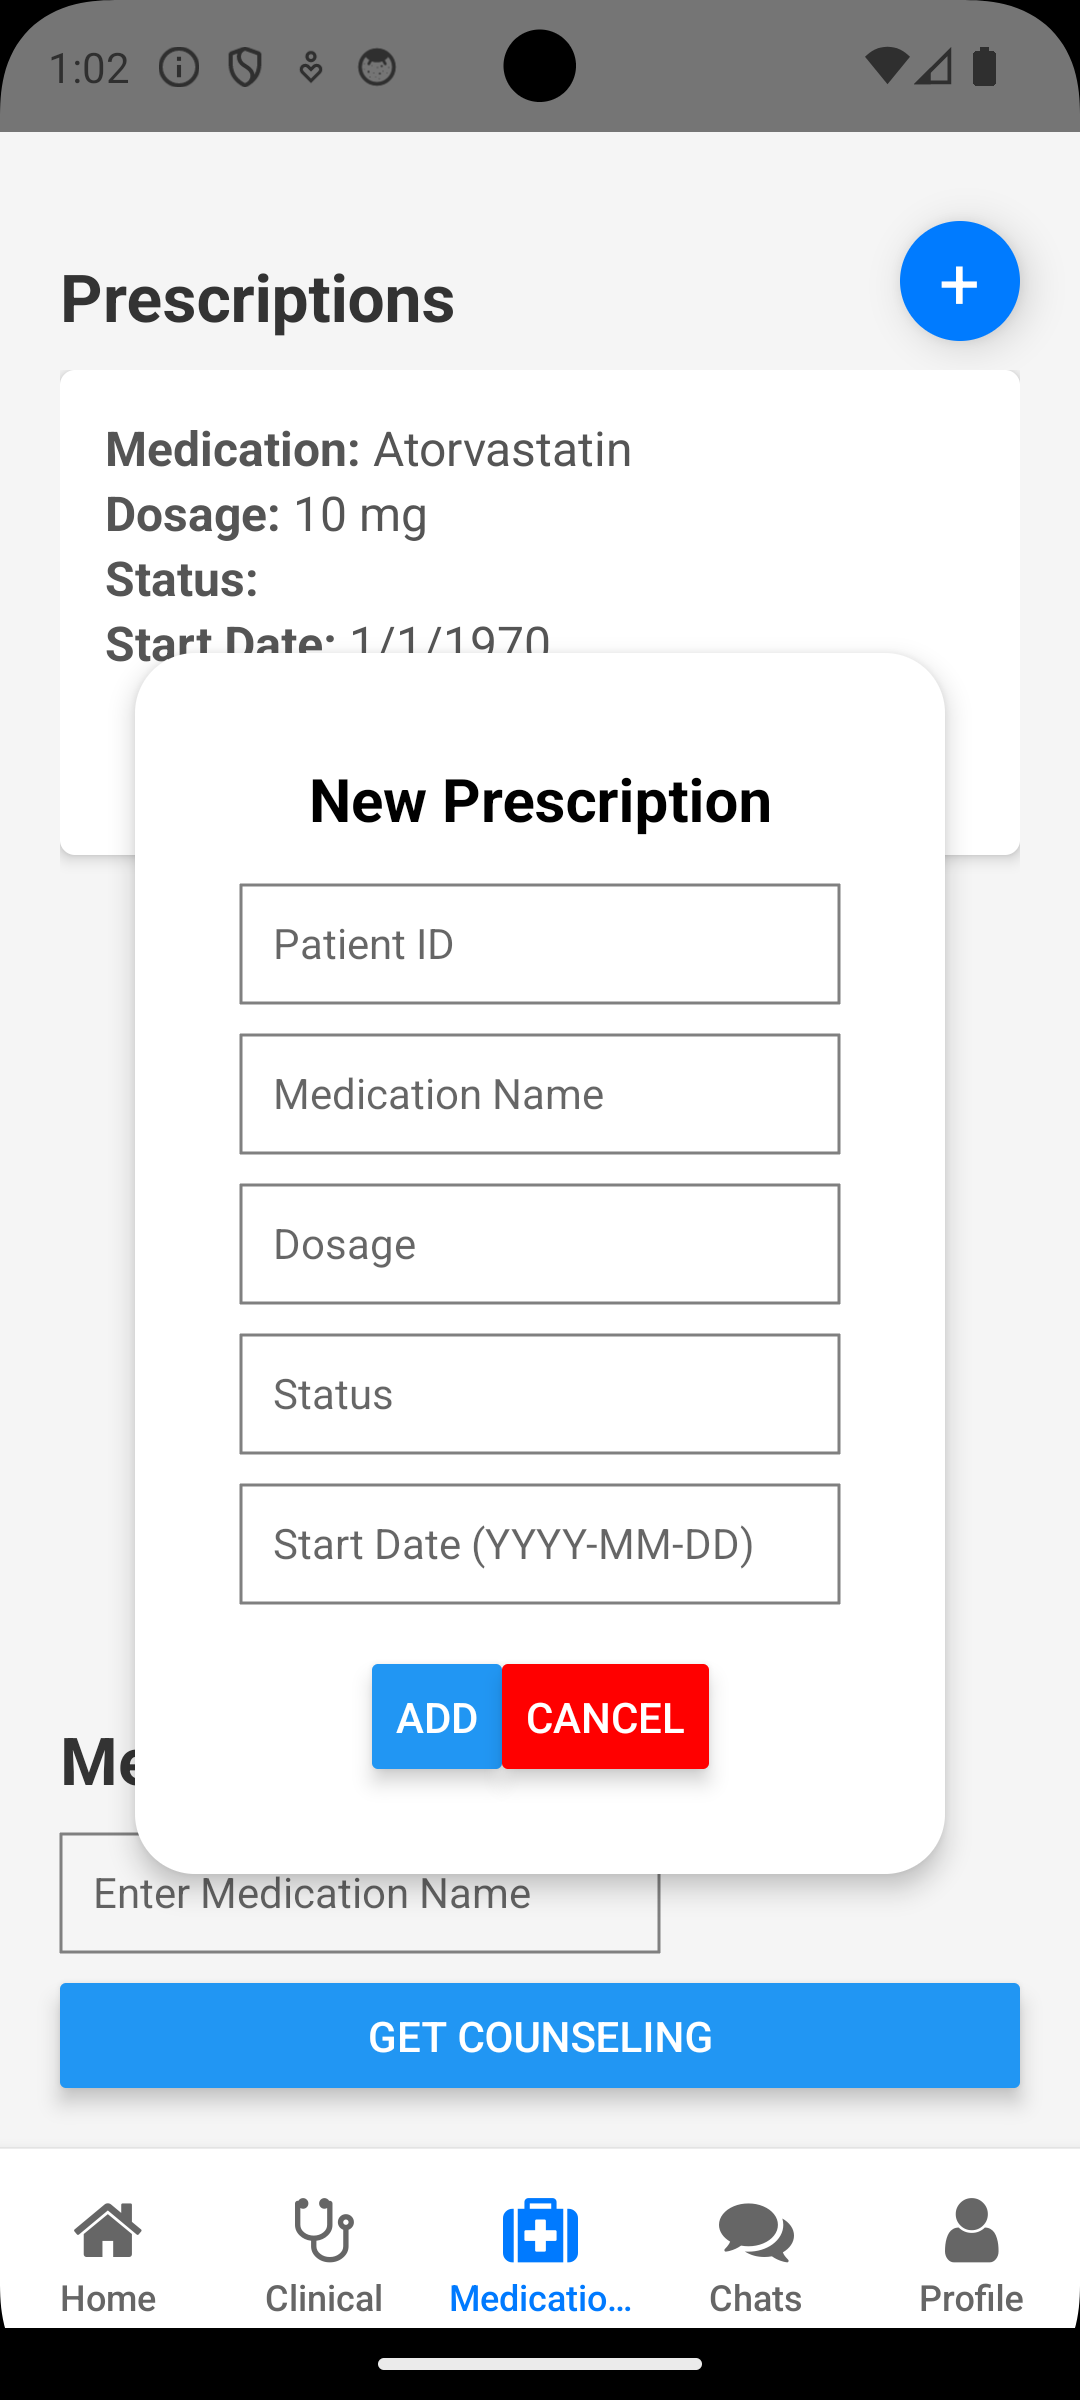 1:02
Prescriptions
+
Medication: Atorvastatin
Dosage: 10 mg
Status:
Start Date: 1/1/1970
New Prescription
Patient ID
Medication Name
Dosage
Status
Start Date (YYYY-MM-DD)
ADD CANCEL
Me
Enter Medication Name
GET COUNSELING
Home Clinical Medicatio... Chats Profile